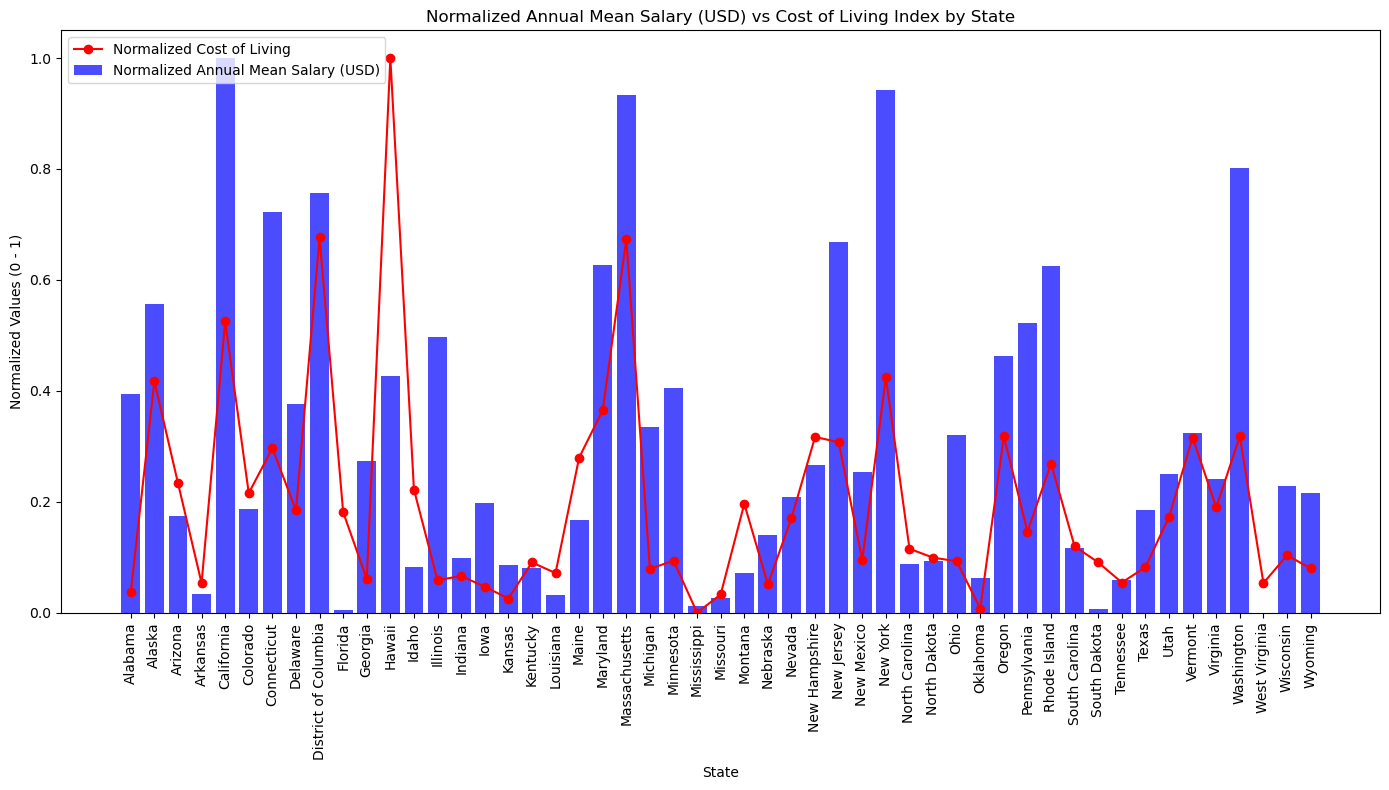 Normalized Annual Mean Salary (USD) vs Cost of Living Index by State
Normalized Cost of Living
Normalized Annual Mean Salary (USD)
Normalized Values (0 - 1)
1.0
0.8
0.6
0.4
0.2
0.0
Alabama
Alaska
Arizona
Arkansas
California
Colorado
Connecticut
Delaware
District of Columbia
Florida
Georgia
Hawaii
Idaho
Illinois
Indiana
Iowa
Kansas
Kentucky
Louisiana
Maine
Maryland
Massachusetts
Michigan
Minnesota
Mississippi
Missouri
Montana
Nebraska
Nevada
New Hampshire
New Jersey
New Mexico
New York
North Carolina
North Dakota
Ohio
Oklahoma
Oregon
Pennsylvania
Rhode Island
South Carolina
South Dakota
Tennessee
Texas
Utah
Vermont
Virginia
Washington
West Virginia
Wisconsin
Wyoming
State